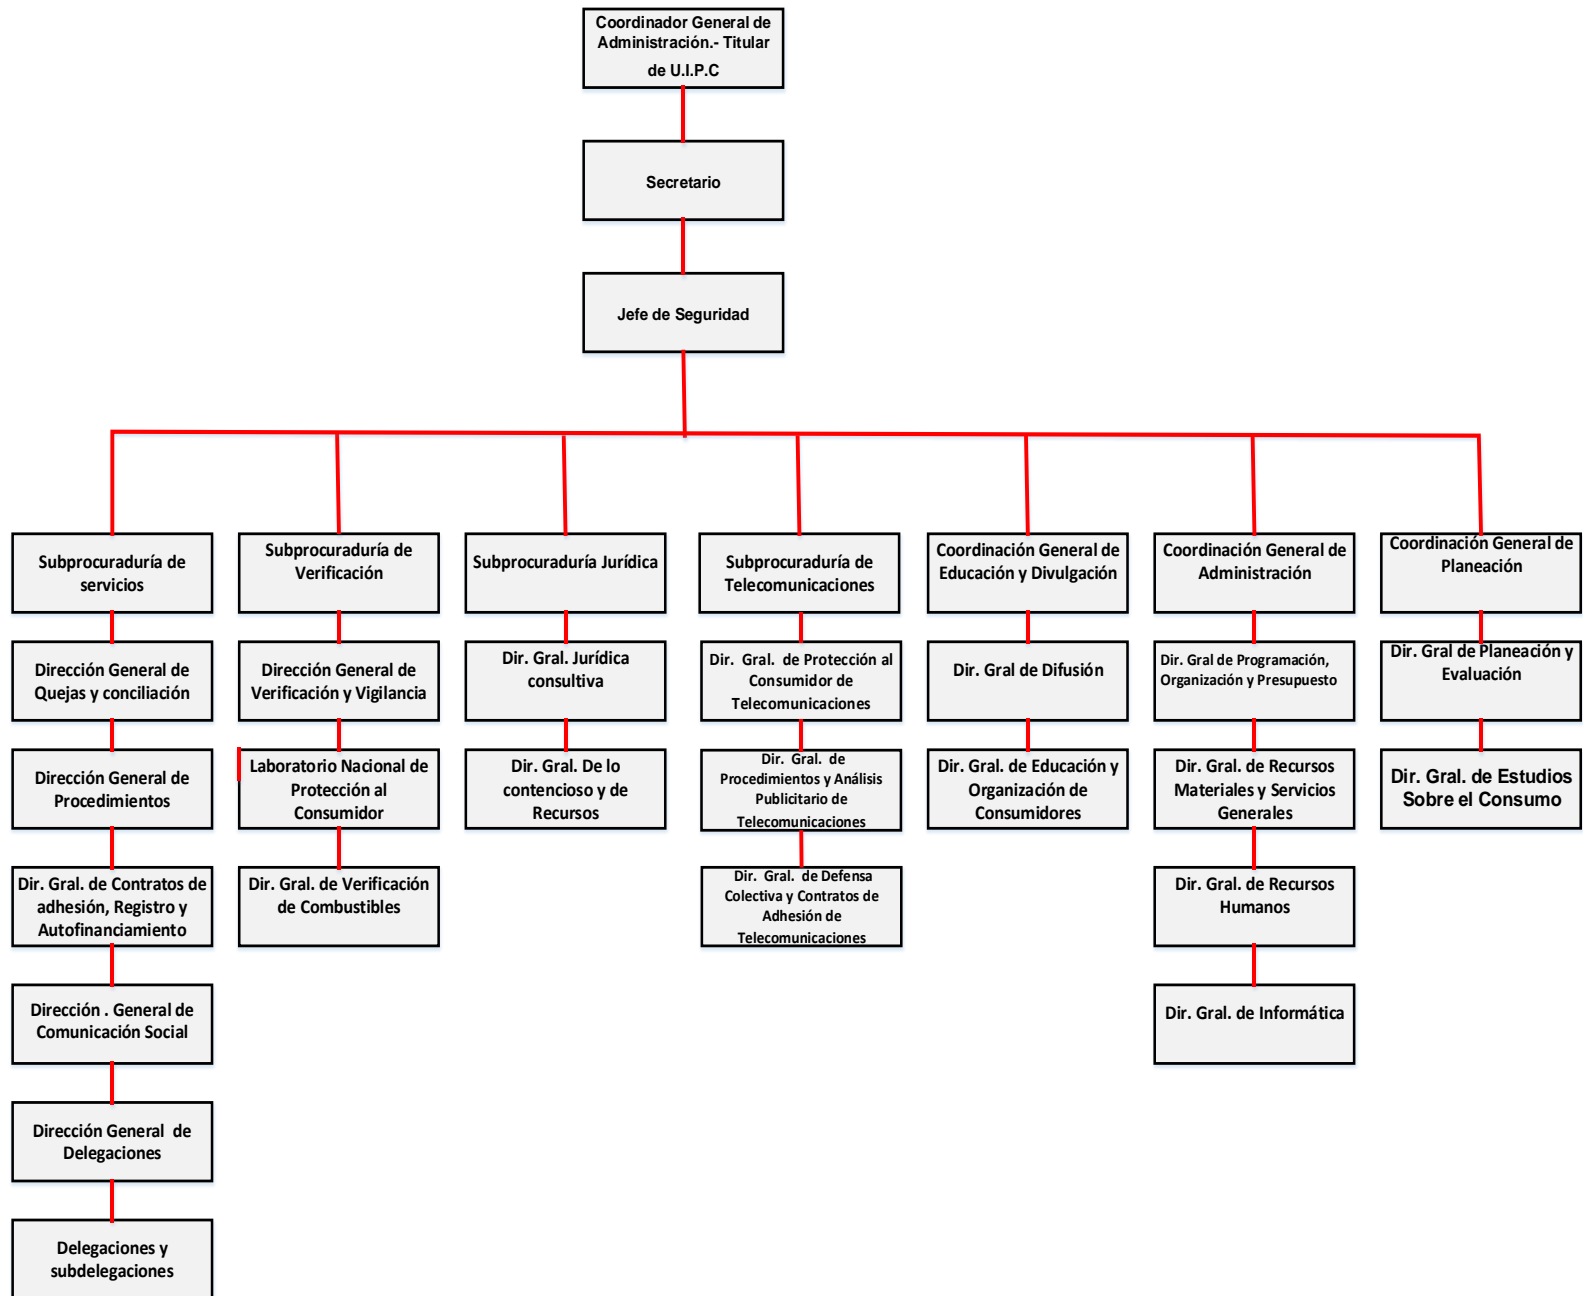 Coordinador General de
Administración.- Titular
de U.I.P.C
Secretario
Jefe de Seguridad
Subprocuraduría de
servicios
Subprocuraduría de
Verificación
Subprocuraduría Jurídica
Subprocuraduría de
Telecomunicaciones
Coordinación General de
Educación y Divulgación
Coordinación General de
Administración
Coordinación General de
Planeación
Dirección General de
Quejas y conciliación
Dirección General de
Verificación y Vigilancia
Dir. Gral. Jurídica
consultiva
Dir. Gral. de Protección al
Consumidor de
Telecomunicaciones
Dir. Gral de Difusión
Dir. Gral de Programación,
Organización y Presupuesto
Dir. Gral de Planeación y
Evaluación
Dirección General de
Procedimientos
Laboratorio Nacional de
Protección al
Consumidor
Dir. Gral. De lo
contencioso y de
Recursos
Dir. Gral. de
Procedimientos y Análisis
Publicitario de
Telecomunicaciones
Dir. Gral. de Educación y
Organización de
Consumidores
Dir. Gral. de Recursos
Materiales y Servicios
Generales
Dir. Gral. de Estudios
Sobre el Consumo
Dir. Gral. de Contratos de
adhesión, Registro y
Autofinanciamiento
Dir. Gral. de Verificación
de Combustibles
Dir. Gral. de Defensa
Colectiva y Contratos de
Adhesión de
Telecomunicaciones
Dir. Gral. de Recursos
Humanos
Dirección . General de
Comunicación Social
Dir. Gral. de Informática
Dirección General de
Delegaciones
Delegaciones y
subdelegaciones